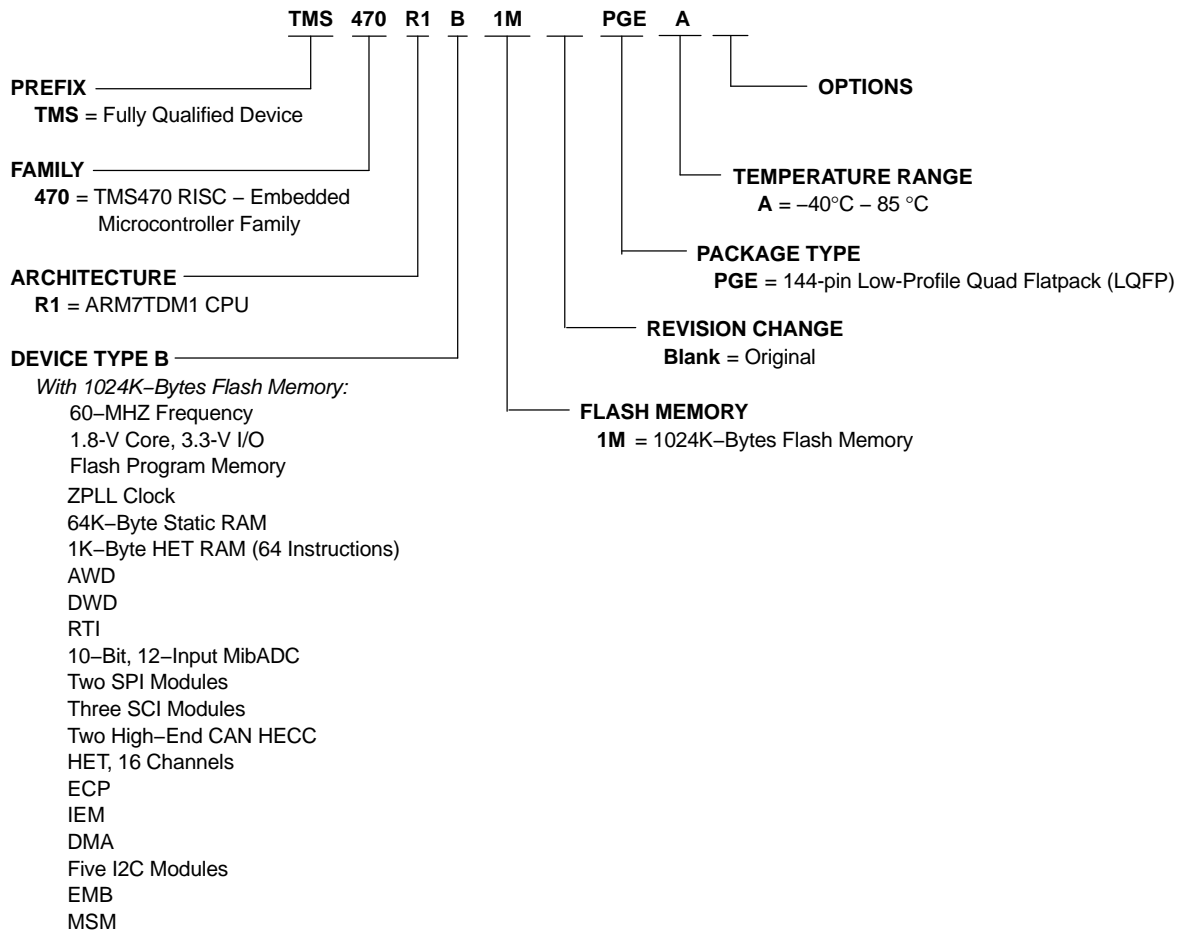 TMS 470 R1 B 1M PGE A
PREFIX
TMS = Fully Qualified Device
OPTIONS
FAMILY
470 = TMS470 RISC − Embedded
Microcontroller Family
TEMPERATURE RANGE
A = −40°C − 85 °C
PACKAGE TYPE
PGE = 144-pin Low-Profile Quad Flatpack (LQFP)
ARCHITECTURE
R1 = ARM7TDM1 CPU
REVISION CHANGE
Blank = Original
DEVICE TYPE B
With 1024K−Bytes Flash Memory:
60−MHZ Frequency
1.8-V Core, 3.3-V I/O
Flash Program Memory
ZPLL Clock
64K−Byte Static RAM
1K−Byte HET RAM (64 Instructions)
AWD
DWD
RTI
10−Bit, 12−Input MibADC
Two SPI Modules
Three SCI Modules
Two High−End CAN HECC
HET, 16 Channels
ECP
IEM
DMA
Five I2C Modules
EMB
MSM
FLASH MEMORY
1M = 1024K−Bytes Flash Memory